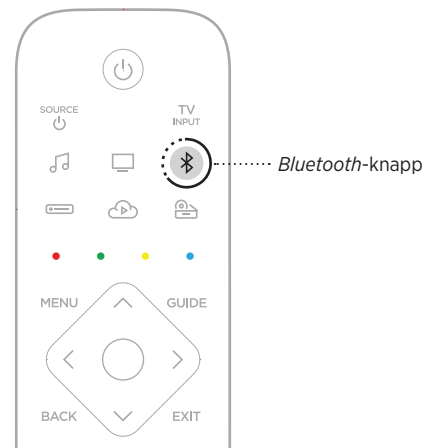 SOURCE
TV
INPUT
Bluetooth-knapp
MENU
GUIDE
BACK
EXIT